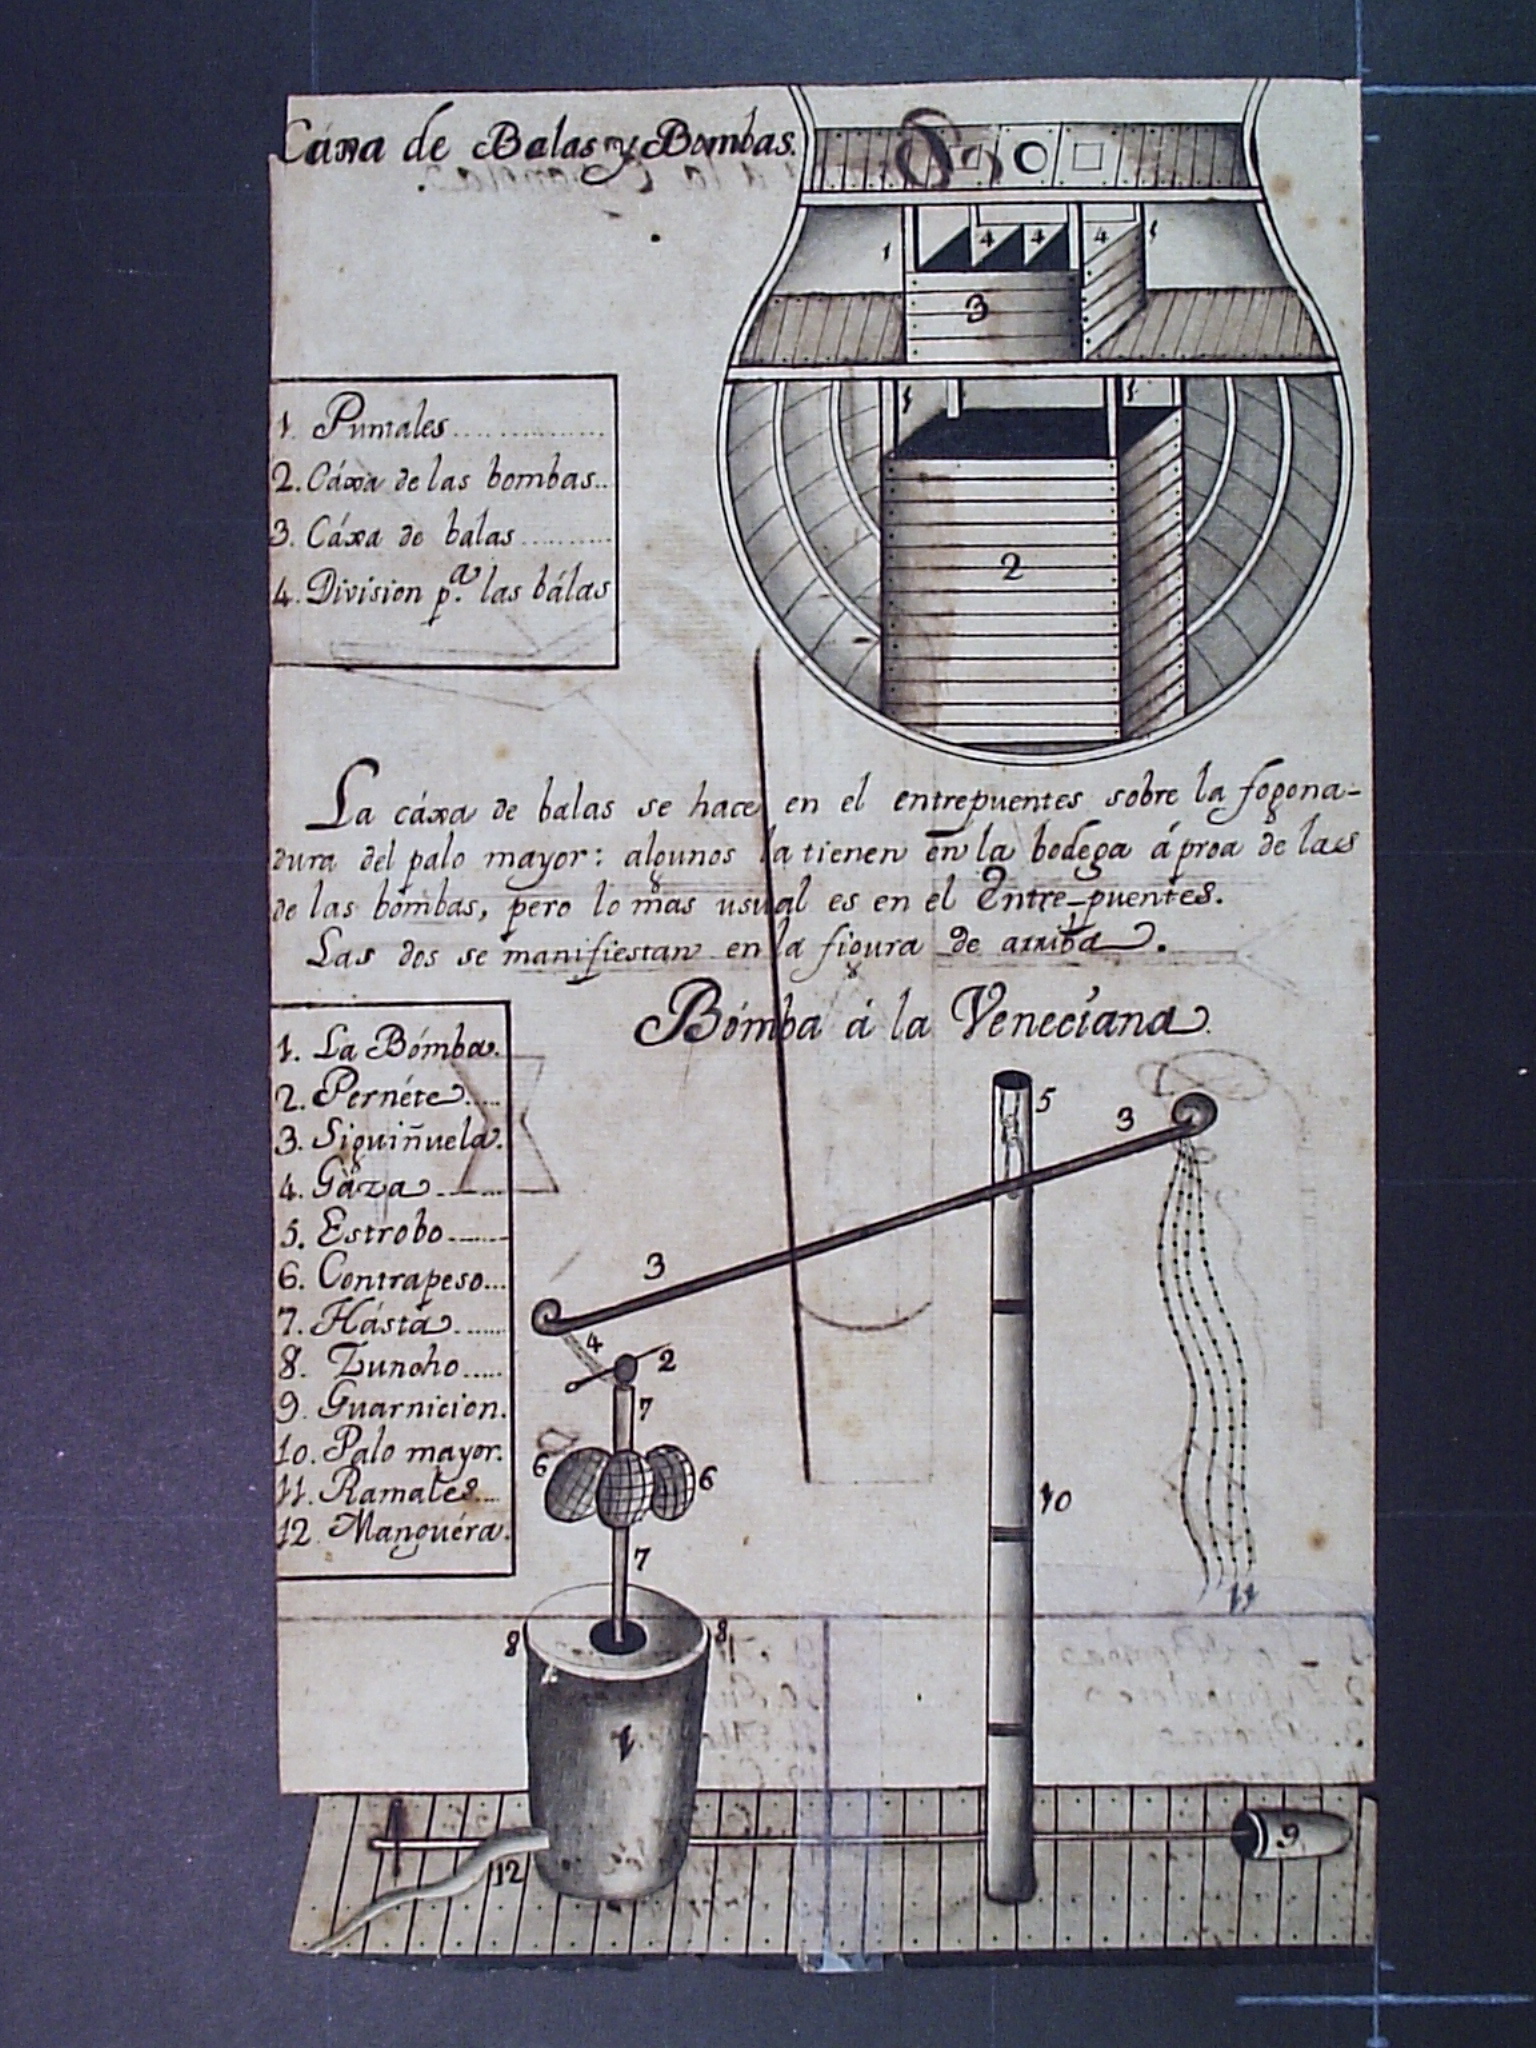 Cáxa de Balas y Bombas.
1 1
4 4 4
3
1 1
2
1. Puntales................
2. Cáxa de las bombas..
3. Cáxa de balas..........
4. Division p.ª las bálas
La cáxa de balas se hace en el entrepuentes sobre la fogona-
dura del palo mayor: algunos la tienen en la bodega á proa de las
de las bombas, pero lo mas usual es en el Entre-puentes.
Las dos se manifiestan en la figura de arriba.
Bómba á la Veneciana.
1. La Bómba.
2. Pernéte.....
3. Siguiñuela.
4. Gáza.......
5. Estrobo.......
6. Contrapeso...
7. Hásta.......
8. Zuncho.....
9. Guarnicion.
10. Palo mayor.
11. Ramales....
12 Manguéra.
5
3
3
4
2
7
6 6
10
7
11
8 8
1
9
12